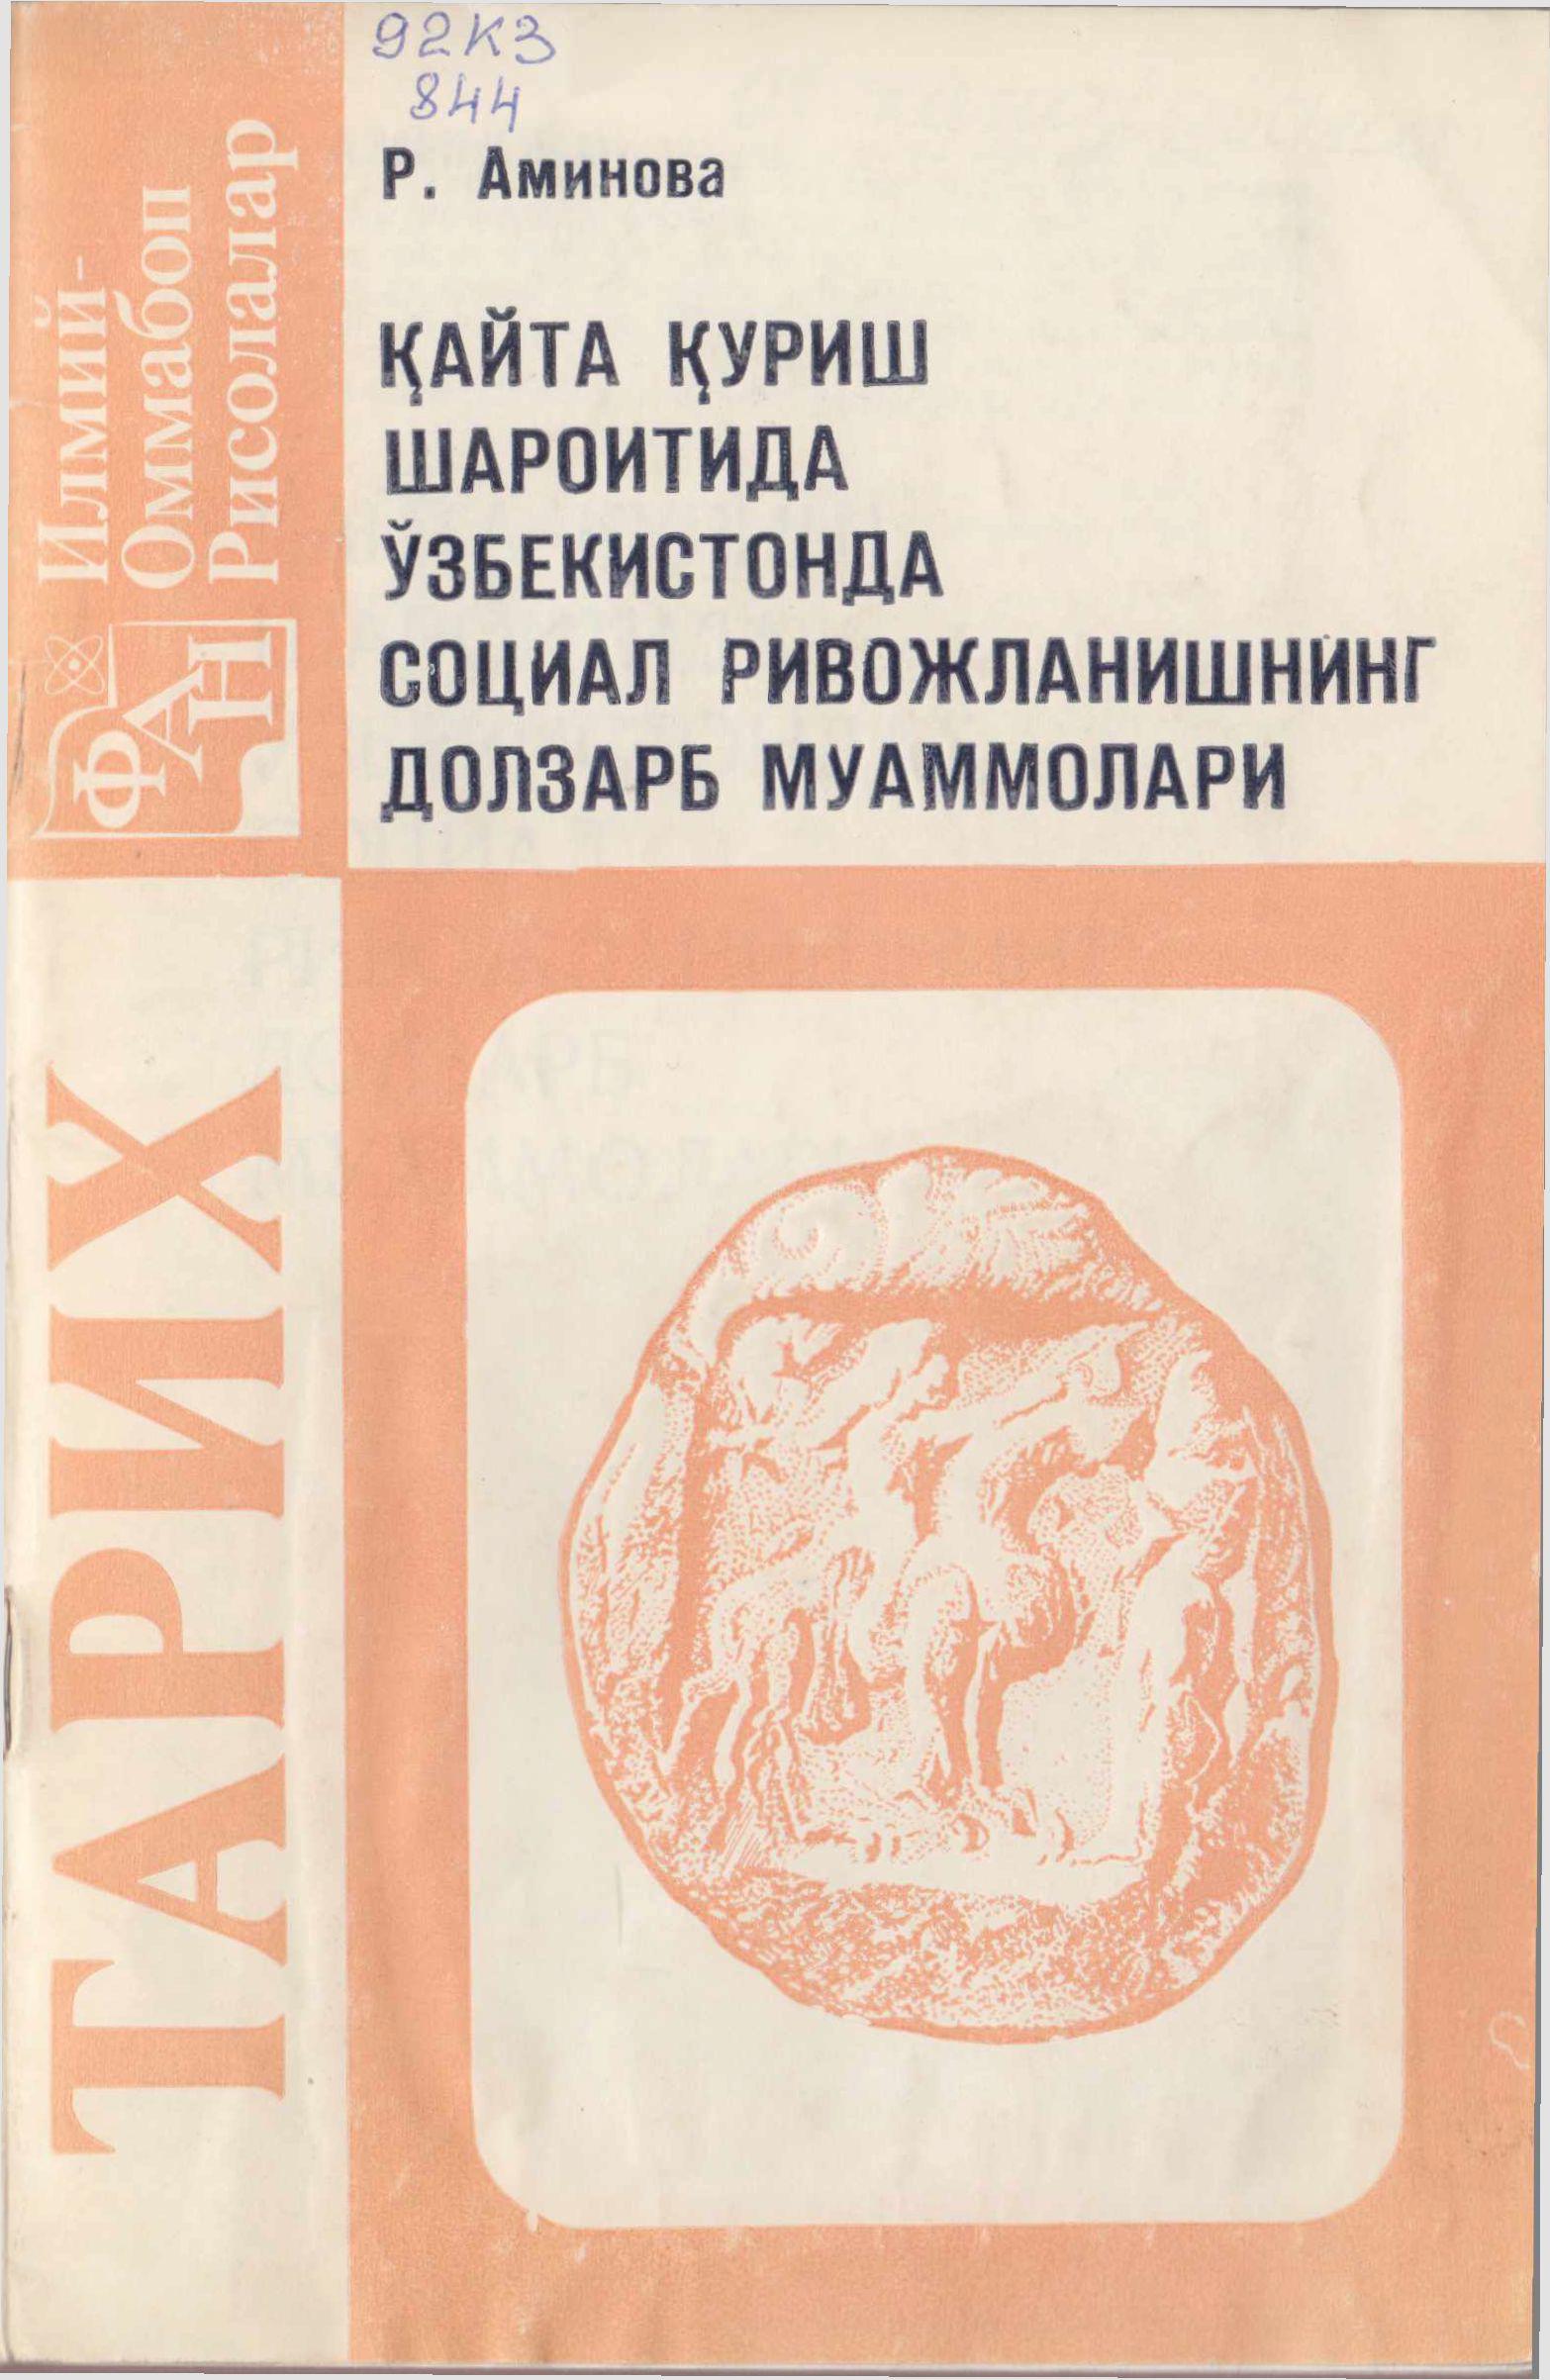 92К3
844
Р. Аминова
ҚАЙТА ҚУРИШ
ШАРОИТИДА
ЎЗБЕКИСТОНДА
СОЦИАЛ РИВОЖЛАНИШНИНГ
ДОЛЗАРБ МУАММОЛАРИ
Илмий-
Оммабоп
Рисолалар
ФАН
ТАРИХ